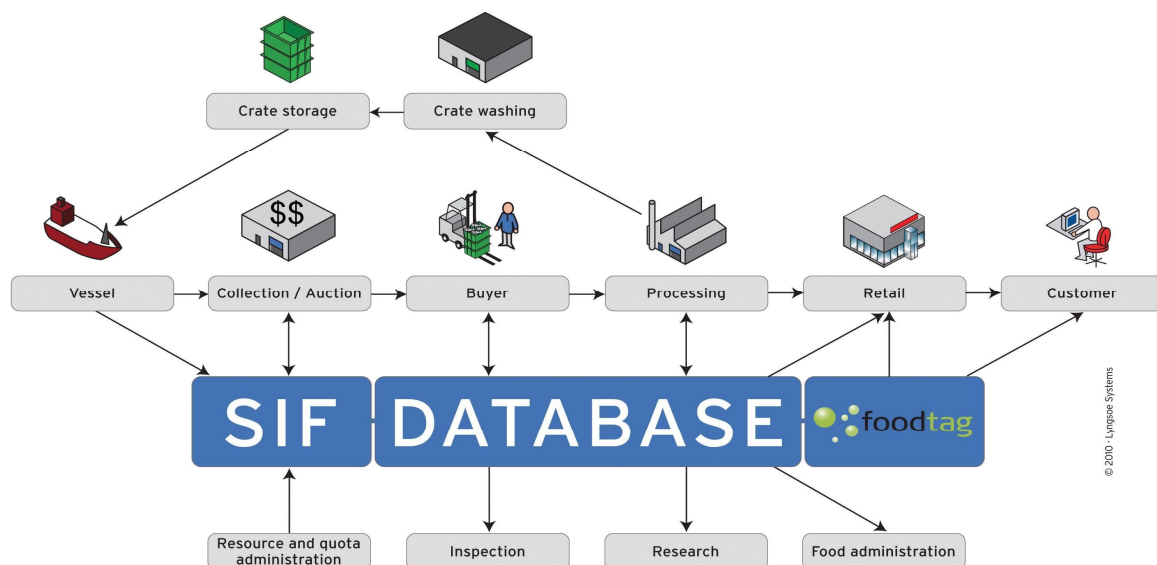 Crate storage
Crate washing
$$
Vessel
Collection / Auction
Buyer
Processing
Retail
Customer
SIF
DATABASE
foodtag
Resource and quota
administration
Inspection
Research
Food administration
© 2010 · Lyngsoe Systems